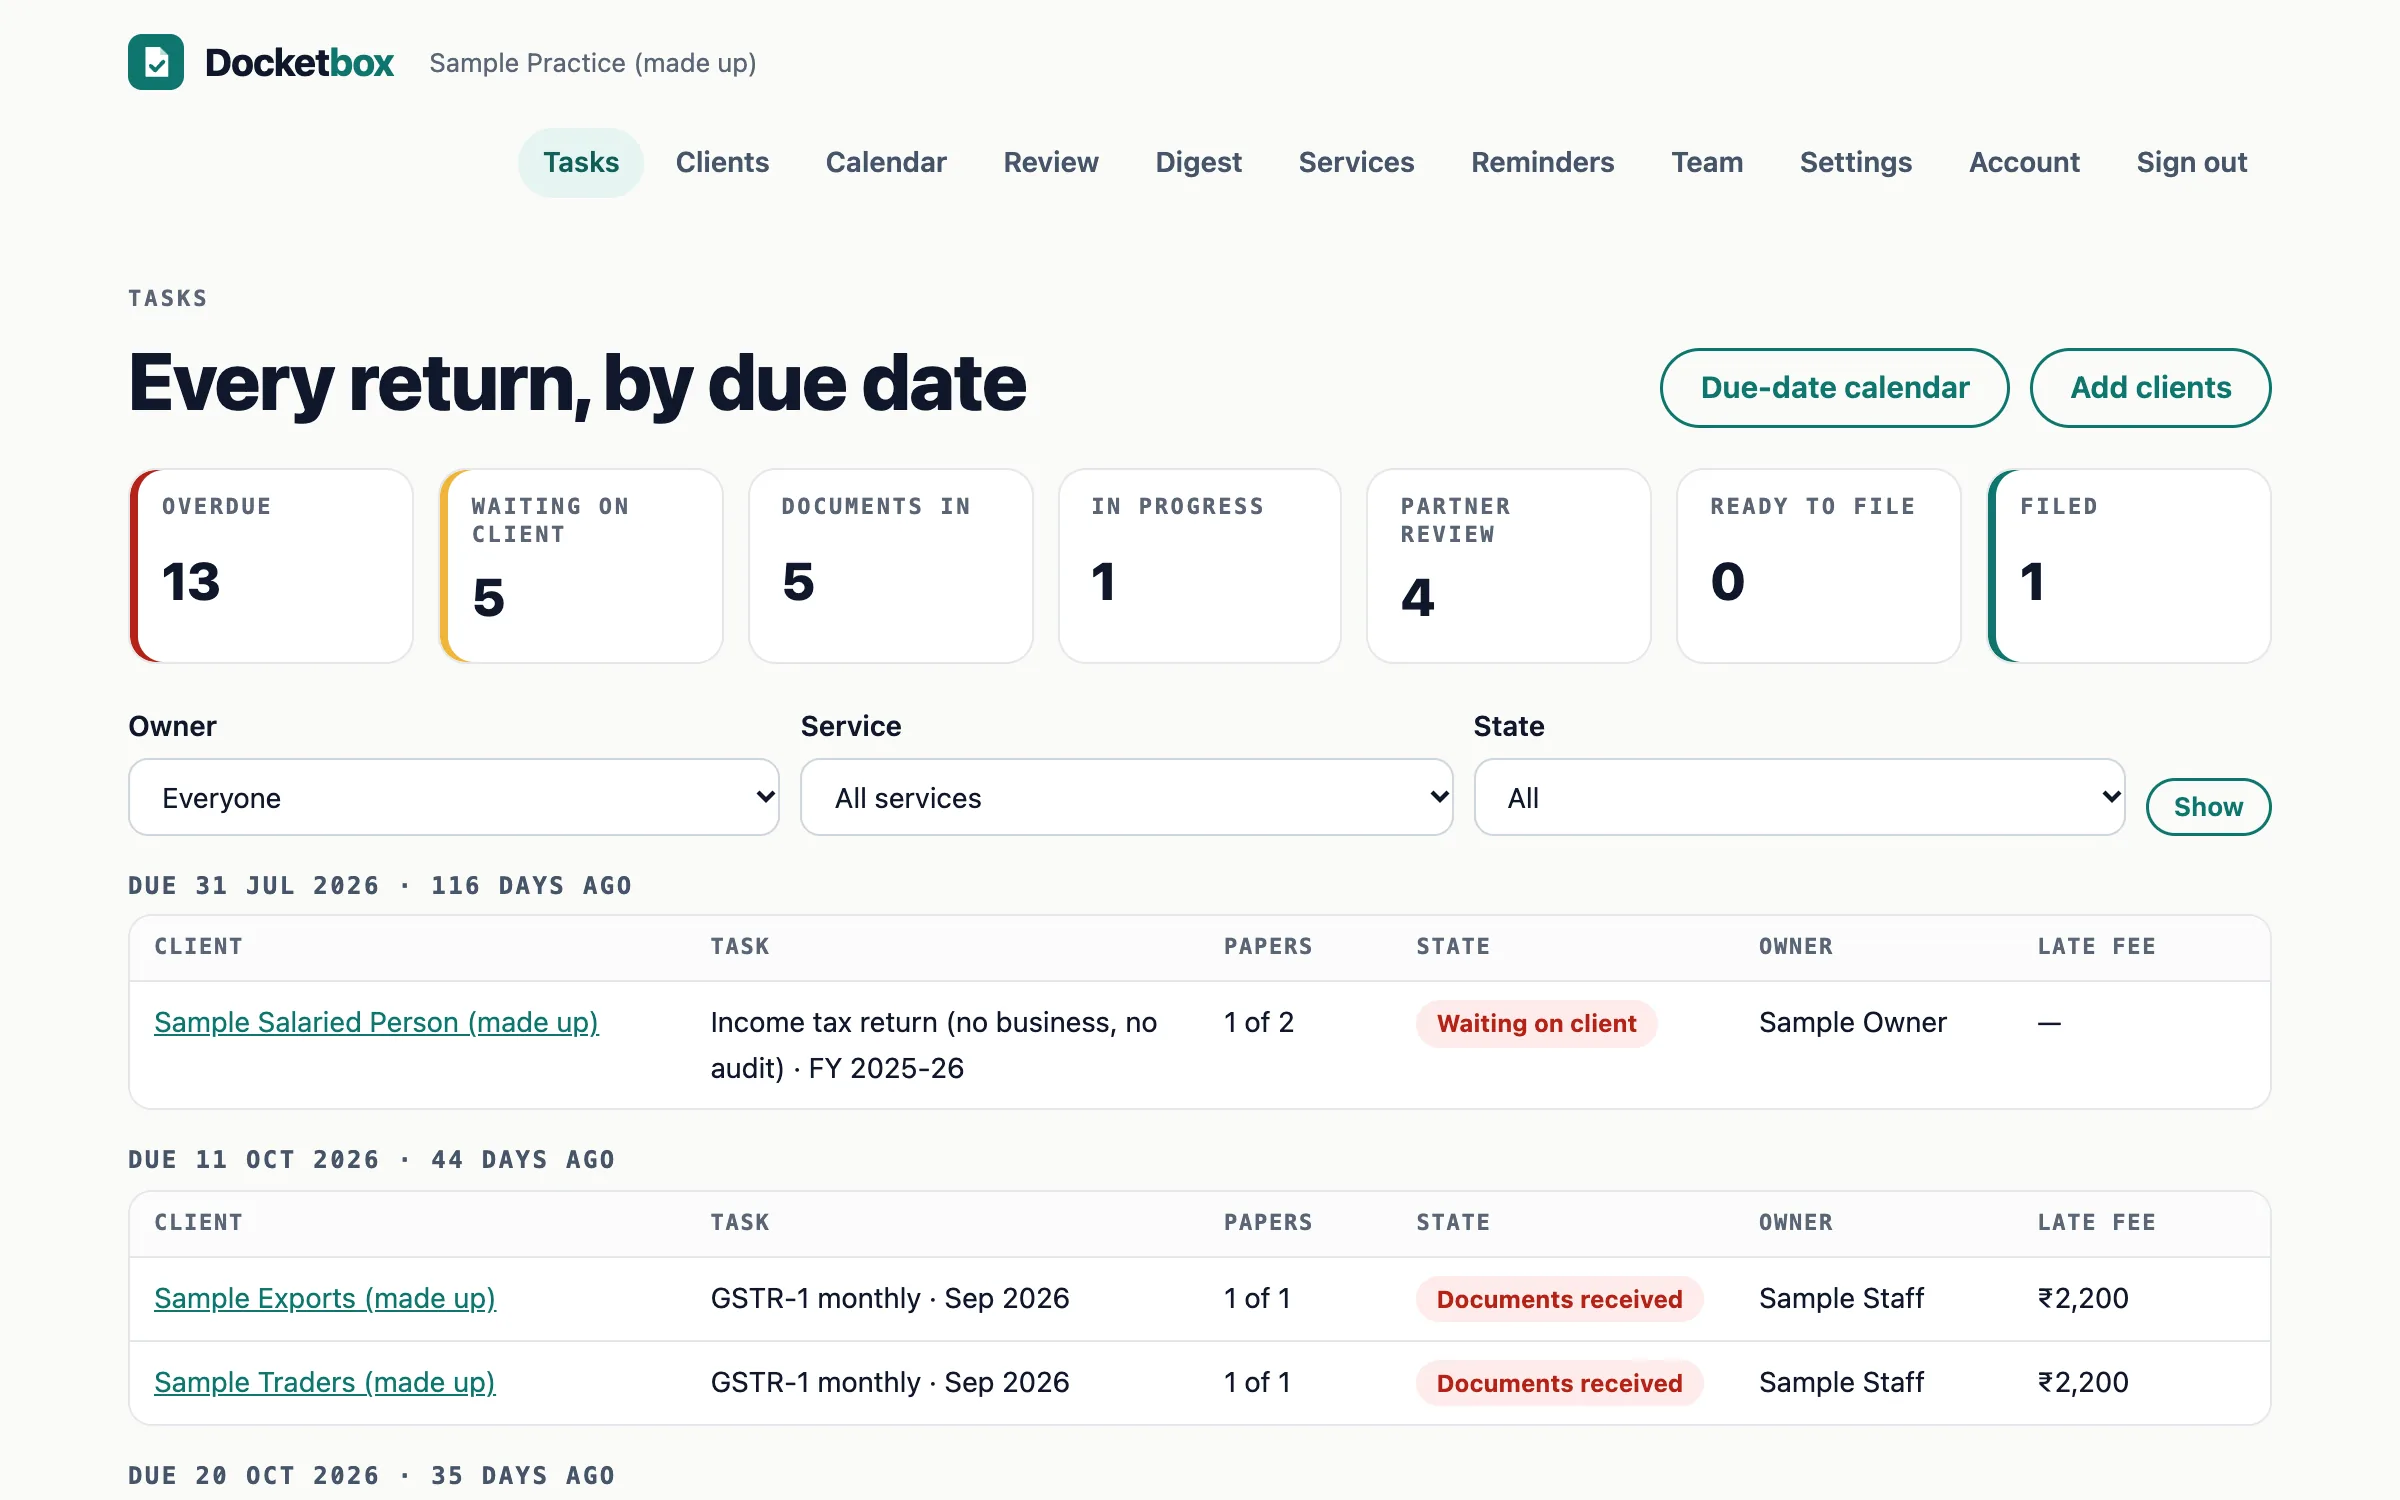 Docketbox Sample Practice (made up)
Tasks Clients Calendar Review Digest Services Reminders Team Settings Account Sign out
TASKS
Every return, by due date
Due-date calendar Add clients
OVERDUE
13
WAITING ON
CLIENT
5
DOCUMENTS IN
5
IN PROGRESS
1
PARTNER
REVIEW
4
READY TO FILE
0
FILED
1
Owner Service State
Everyone All services All Show
DUE 31 JUL 2026 · 116 DAYS AGO
CLIENT TASK PAPERS STATE OWNER LATE FEE
Sample Salaried Person (made up) Income tax return (no business, no 1 of 2 Waiting on client Sample Owner —
audit) · FY 2025-26
DUE 11 OCT 2026 · 44 DAYS AGO
CLIENT TASK PAPERS STATE OWNER LATE FEE
Sample Exports (made up) GSTR-1 monthly · Sep 2026 1 of 1 Documents received Sample Staff ₹2,200
Sample Traders (made up) GSTR-1 monthly · Sep 2026 1 of 1 Documents received Sample Staff ₹2,200
DUE 20 OCT 2026 · 35 DAYS AGO